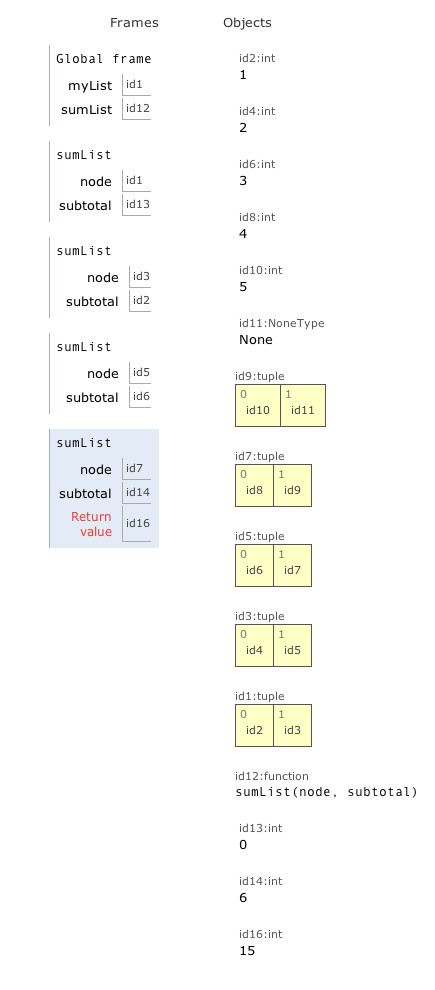 Frames
Global frame
myList id1
sumList id12
sumList
node id1
subtotal id13
sumList
node id3
subtotal id2
sumList
node id5
subtotal id6
sumList
node id7
subtotal id14
Return
value id16
Objects
id2:int
1
id4:int
2
id6:int
3
id8:int
4
id10:int
5
id11:NoneType
None
id9:tuple
0 1
id10 id11
id7:tuple
0 1
id8 id9
id5:tuple
0 1
id6 id7
id3:tuple
0 1
id4 id5
id1:tuple
0 1
id2 id3
id12:function
sumList(node, subtotal)
id13:int
0
id14:int
6
id16:int
15